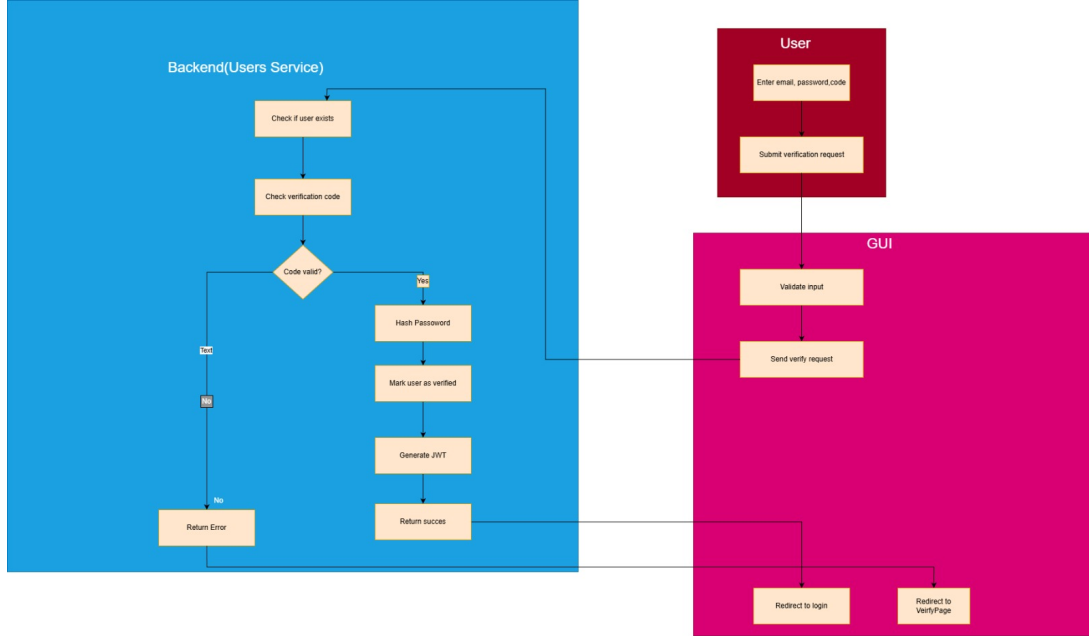 User
Enter email, password,code
Submit verification request
GUI
Validate input
Send verify request
Backend(Users Service)
Check if user exists
Check verification code
Code valid?
Yes
Hash Passoword
Mark user as verified
Generate JWT
Return succes
Text
No
No
Return Error
Redirect to login
Redirect to
VeirfyPage